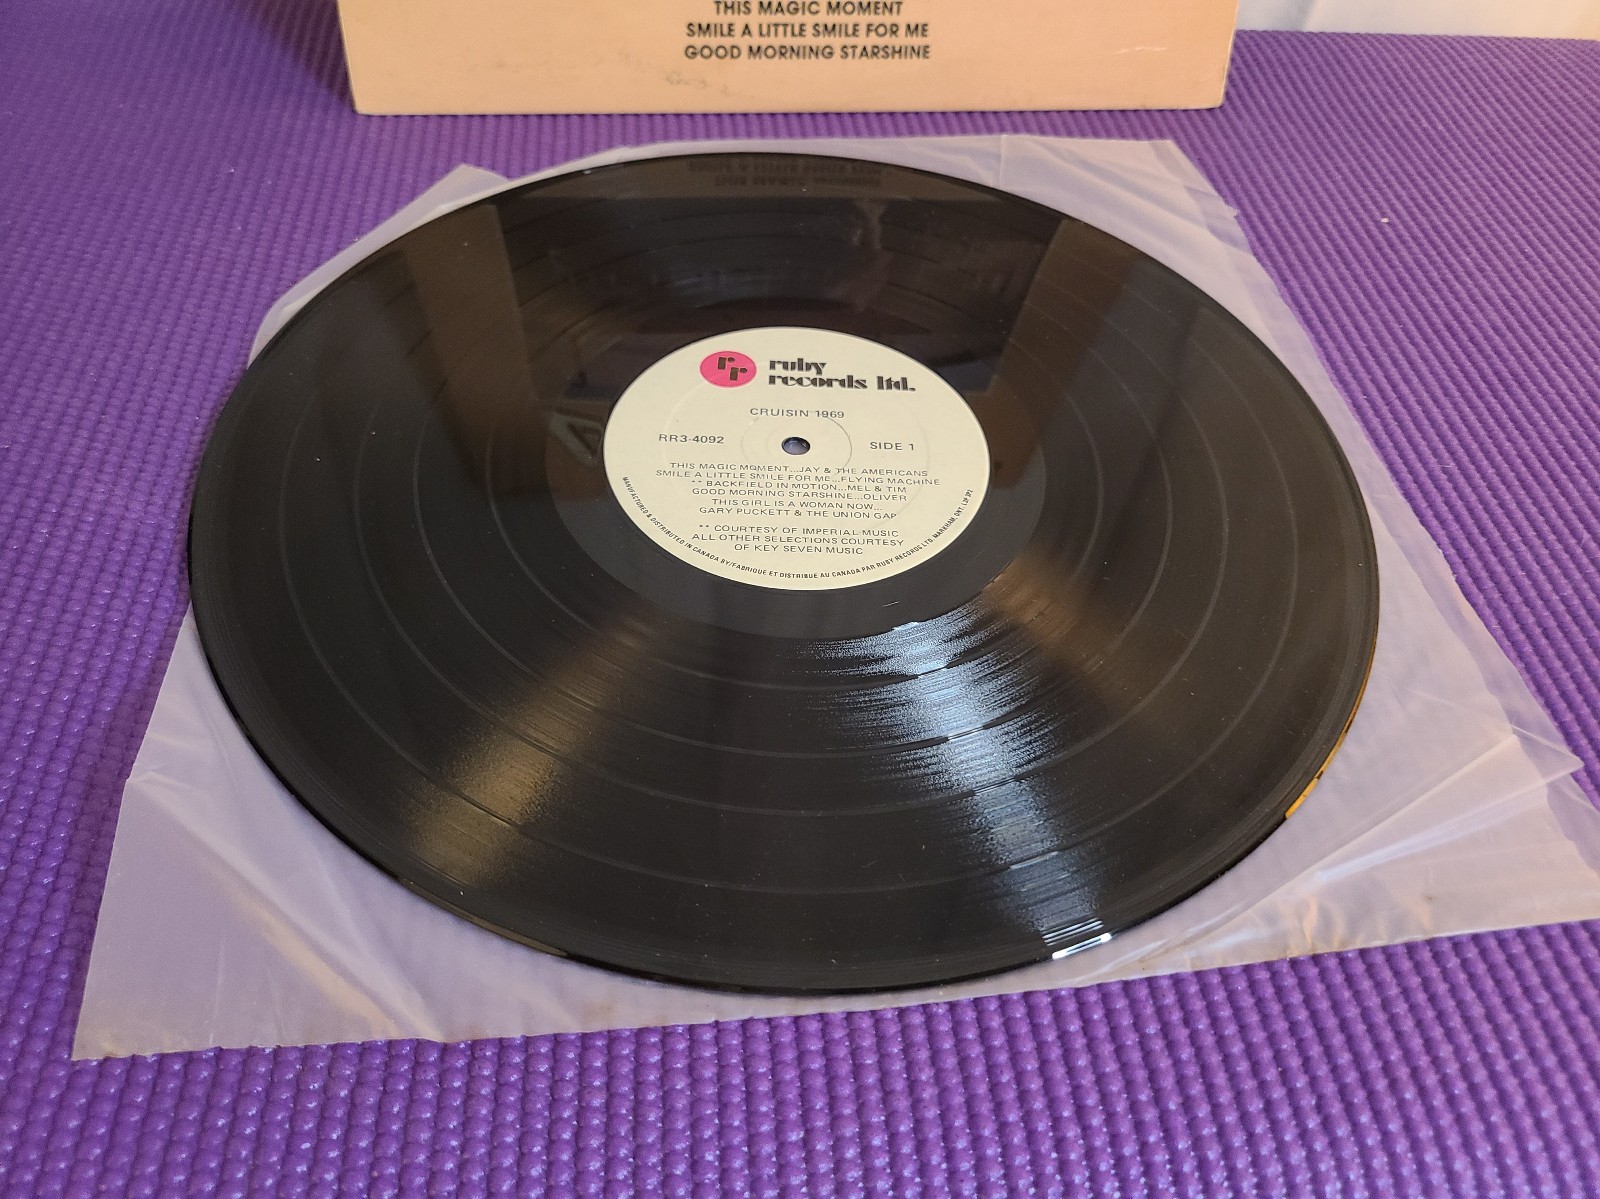 THIS MAGIC MOMENT
SMILE A LITTLE SMILE FOR ME
GOOD MORNING STARSHINE
rr
ruby
records ltd.
CRUISIN 1969
RR3-4092
SIDE 1
THIS MAGIC MOMENT...JAY & THE AMERICANS
SMILE A LITTLE SMILE FOR ME...FLYING MACHINE
** BACKFIELD IN MOTION...MEL & TIM
GOOD MORNING STARSHINE...OLIVER
THIS GIRL IS A WOMAN NOW...
GARY PUCKETT & THE UNION GAP
** COURTESY OF IMPERIAL MUSIC
ALL OTHER SELECTIONS COURTESY
OF KEY SEVEN MUSIC
MANUFACTURED & DISTRIBUTED IN CANADA BY/FABRIQUE ET DISTRIBUE AU CANADA PAR RUBY RECORDS LTD. MARKHAM, ONT.